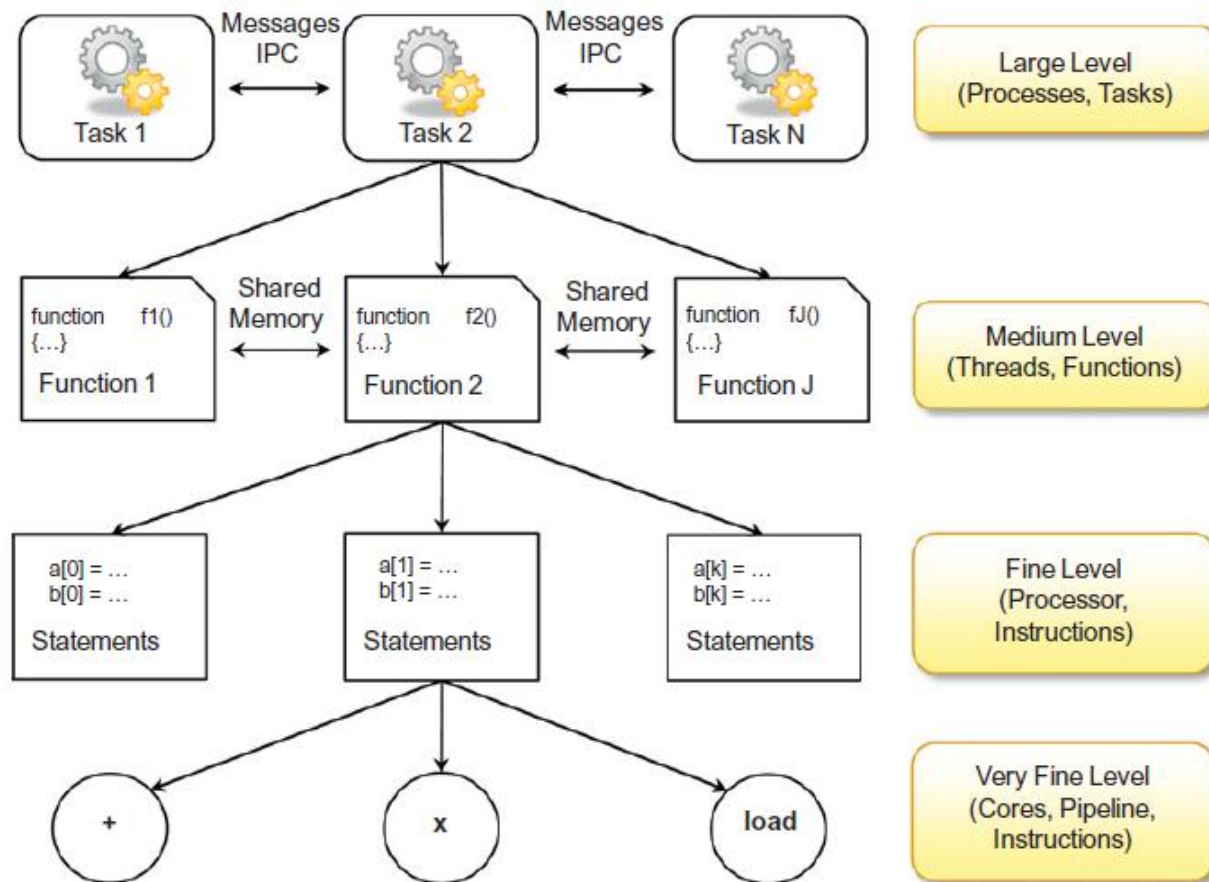 Messages
IPC
Messages
IPC
Task 1
Task 2
Task N
Large Level
(Processes, Tasks)
function f1()
{...}
Function 1
Shared
Memory
function f2()
{...}
Function 2
Shared
Memory
function fJ()
{...}
Function J
Medium Level
(Threads, Functions)
a[0] = ...
b[0] = ...
Statements
a[1] = ...
b[1] = ...
Statements
a[k] = ...
b[k] = ...
Statements
Fine Level
(Processor,
Instructions)
+
x
load
Very Fine Level
(Cores, Pipeline,
Instructions)